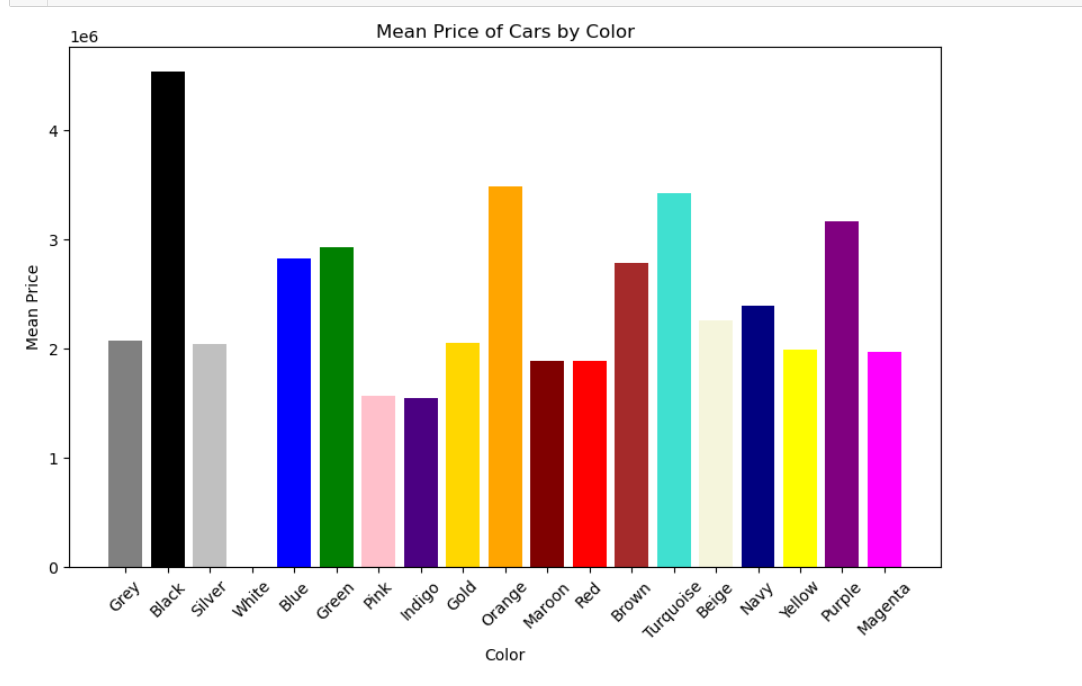 Mean Price of Cars by Color
1e6
4
3
2
1
0
Mean Price
Grey
Black
Silver
White
Blue
Green
Pink
Indigo
Gold
Orange
Maroon
Red
Brown
Turquoise
Beige
Navy
Yellow
Purple
Magenta
Color